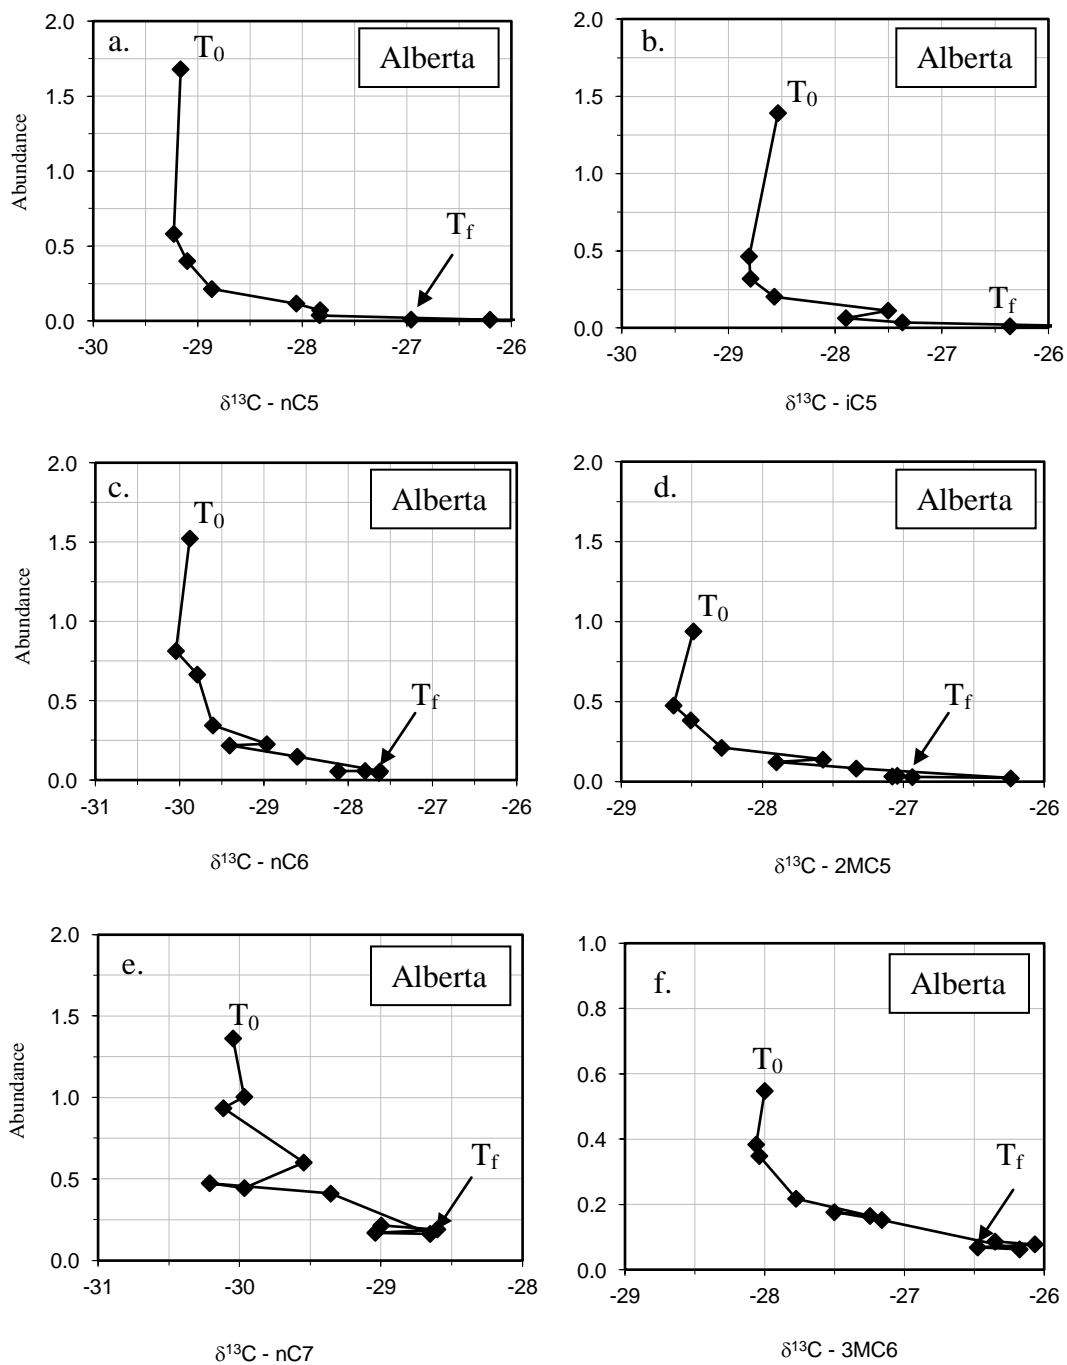 a.
T₀
Alberta
2.0
1.5
1.0
0.5
0.0
Abundance
T_f
-30 -29 -28 -27 -26
δ¹³C - nC5
b.
T₀
Alberta
2.0
1.5
1.0
0.5
0.0
T_f
-30 -29 -28 -27 -26
δ¹³C - iC5
c.
T₀
Alberta
2.0
1.5
1.0
0.5
0.0
Abundance
T_f
-31 -30 -29 -28 -27 -26
δ¹³C - nC6
d.
T₀
Alberta
2.0
1.5
1.0
0.5
0.0
T_f
-29 -28 -27 -26
δ¹³C - 2MC5
e.
T₀
Alberta
2.0
1.5
1.0
0.5
0.0
Abundance
T_f
-31 -30 -29 -28
δ¹³C - nC7
f.
T₀
Alberta
1.0
0.8
0.6
0.4
0.2
0.0
T_f
-29 -28 -27 -26
δ¹³C - 3MC6